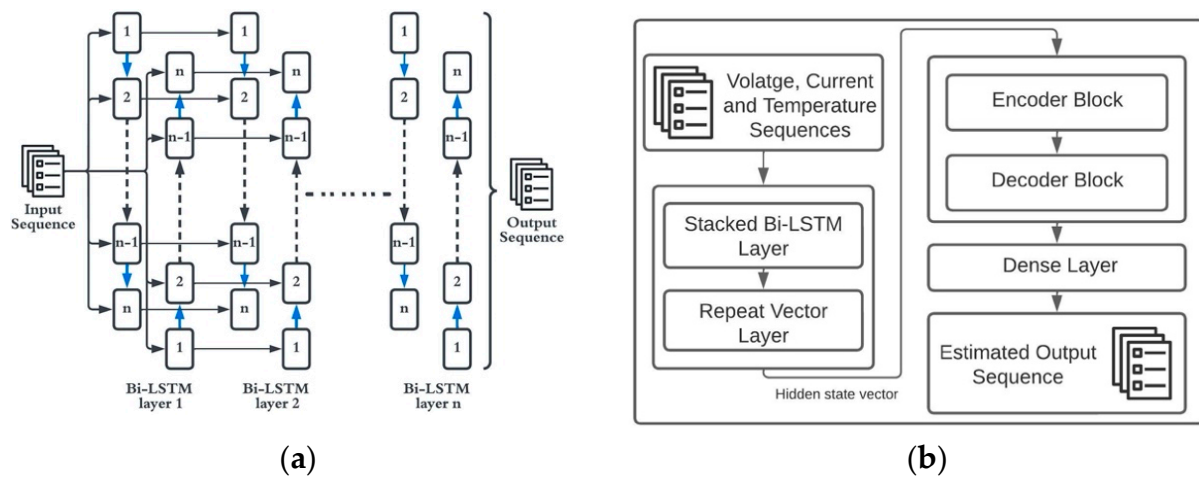 1
1
1
n
n
n
2
2
2
n-1
n-1
n-1
Input
Sequence
Output
Sequence
n-1
n-1
n-1
2
2
2
n
n
n
1
1
1
Bi-LSTM
layer 1
Bi-LSTM
layer 2
Bi-LSTM
layer n
(a)
Volatge, Current
and Temperature
Sequences
Stacked Bi-LSTM
Layer
Repeat Vector
Layer
Hidden state vector
Encoder Block
Decoder Block
Dense Layer
Estimated Output
Sequence
(b)